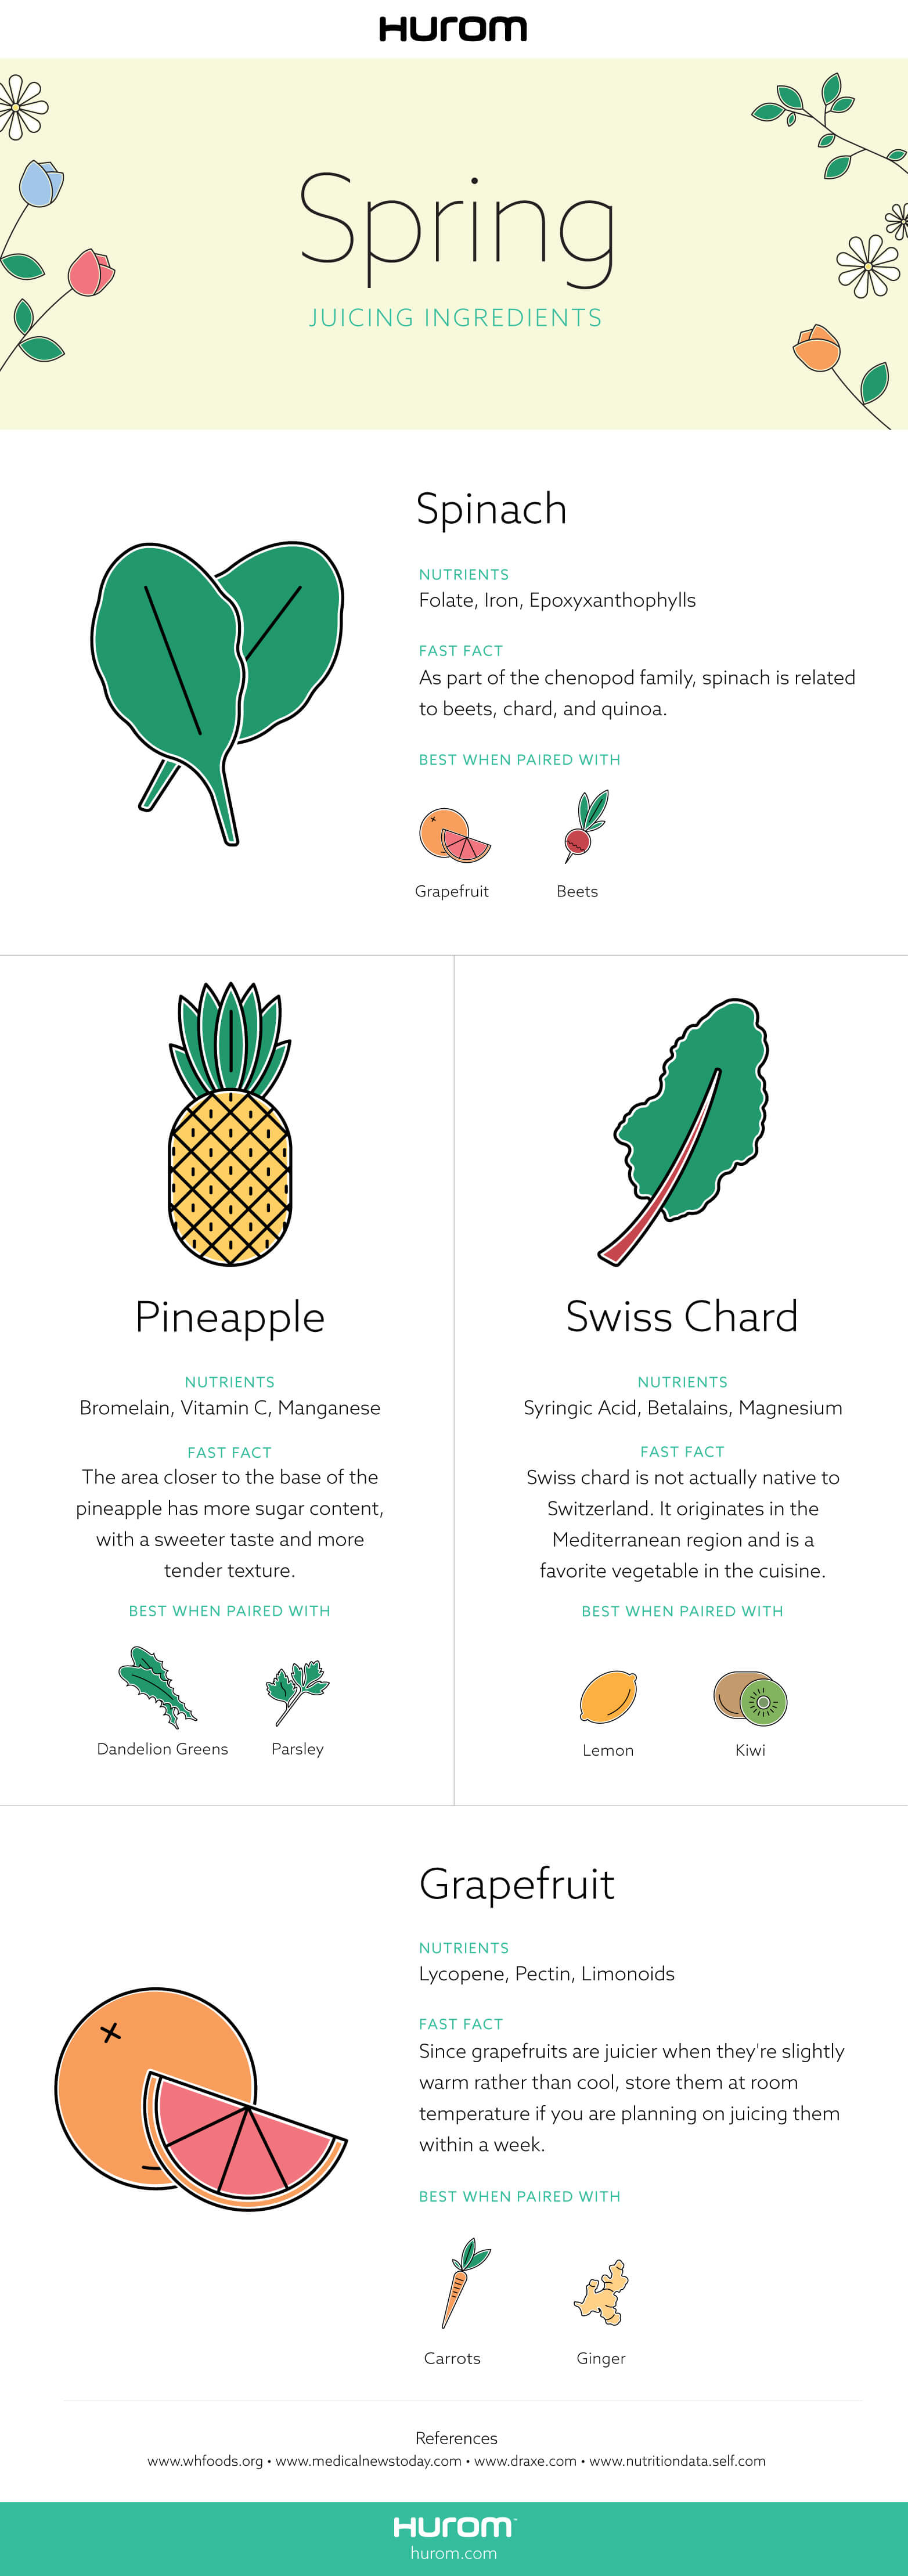 Hurom
Spring
JUICING INGREDIENTS
Spinach
NUTRIENTS
Folate, Iron, Epoxyxanthophylls
FAST FACT
As part of the chenopod family, spinach is related
to beets, chard, and quinoa.
BEST WHEN PAIRED WITH
Grapefruit
Beets
Pineapple
NUTRIENTS
Bromelain, Vitamin C, Manganese
FAST FACT
The area closer to the base of the
pineapple has more sugar content,
with a sweeter taste and more
tender texture.
BEST WHEN PAIRED WITH
Dandelion Greens
Parsley
Swiss Chard
NUTRIENTS
Syringic Acid, Betalains, Magnesium
FAST FACT
Swiss chard is not actually native to
Switzerland. It originates in the
Mediterranean region and is a
favorite vegetable in the cuisine.
BEST WHEN PAIRED WITH
Lemon
Kiwi
Grapefruit
NUTRIENTS
Lycopene, Pectin, Limonoids
FAST FACT
Since grapefruits are juicier when they're slightly
warm rather than cool, store them at room
temperature if you are planning on juicing them
within a week.
BEST WHEN PAIRED WITH
Carrots
Ginger
References
www.whfoods.org • www.medicalnewstoday.com • www.draxe.com • www.nutritiondata.self.com
Hurom™
hurom.com